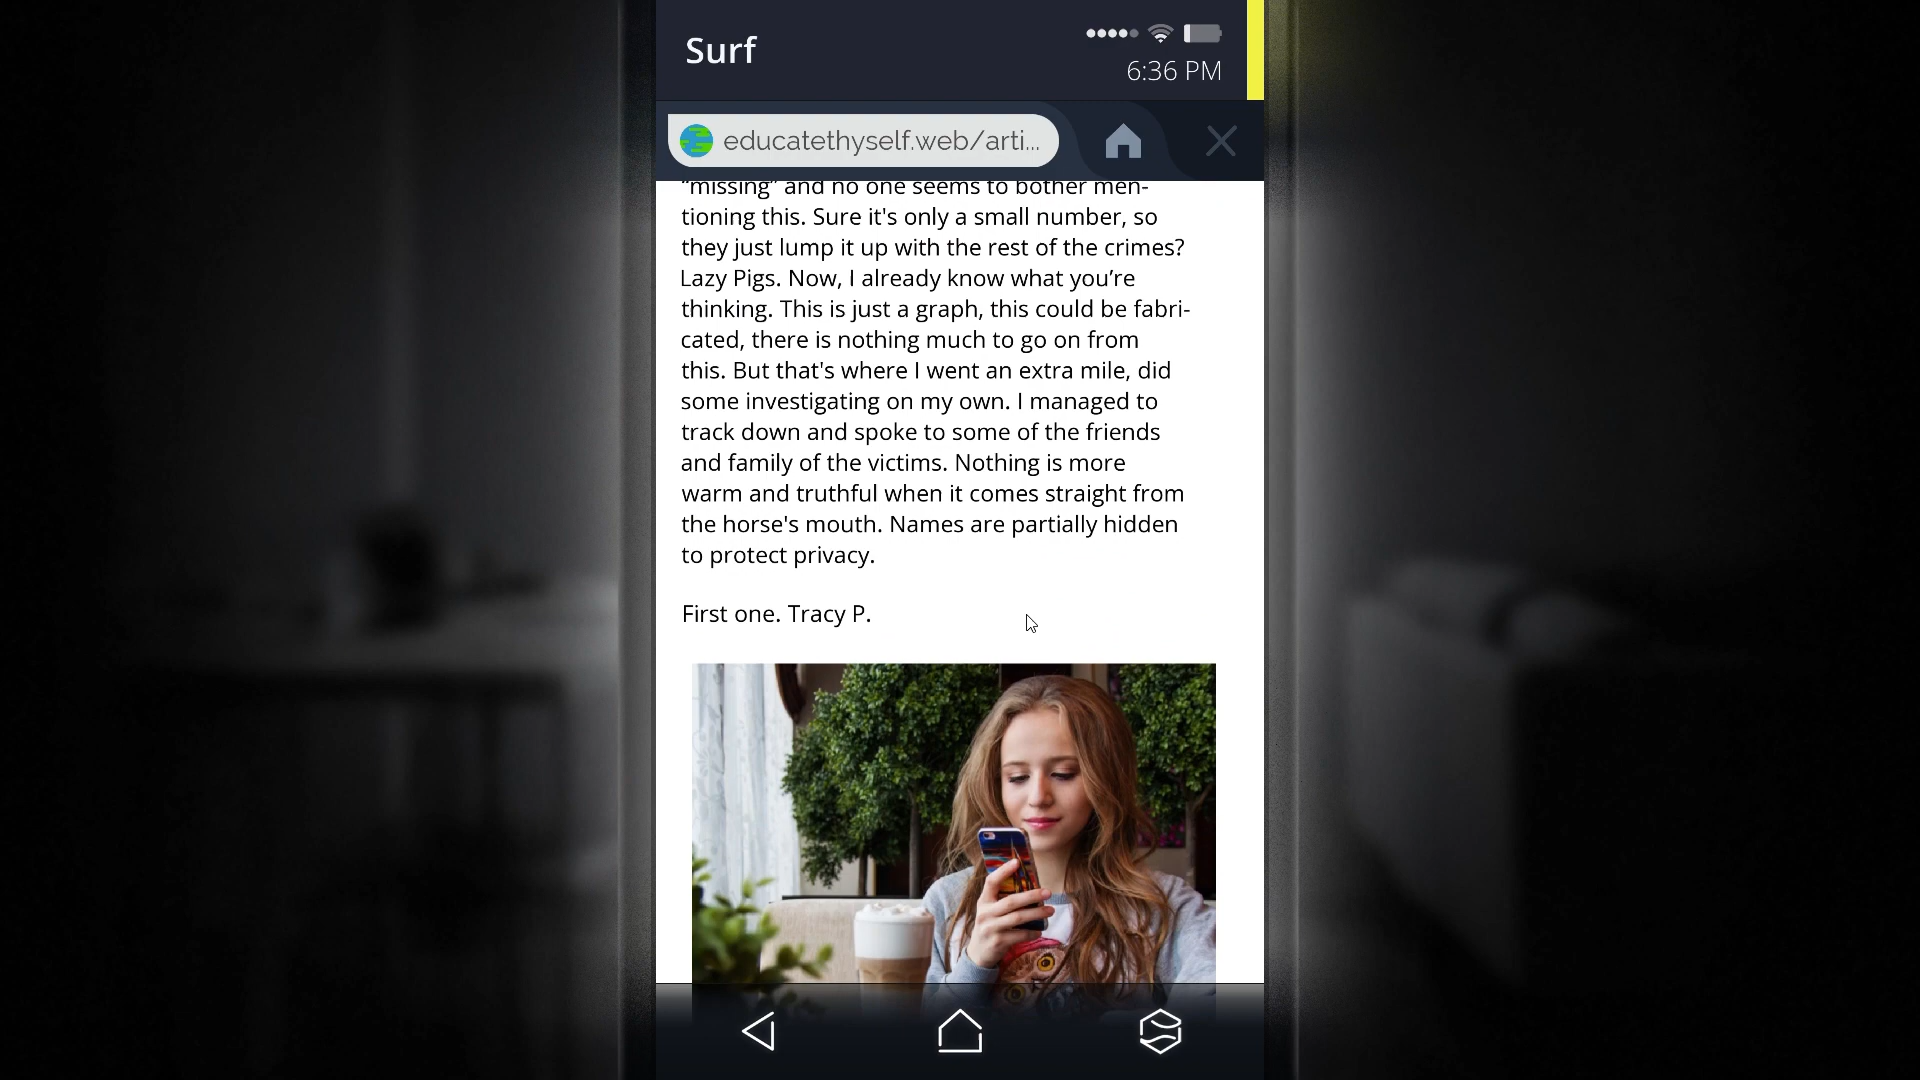 Surf
6:36 PM
educatethyself.web/arti...
“missing” and no one seems to bother men-
tioning this. Sure it's only a small number, so
they just lump it up with the rest of the crimes?
Lazy Pigs. Now, I already know what you’re
thinking. This is just a graph, this could be fabri-
cated, there is nothing much to go on from
this. But that's where I went an extra mile, did
some investigating on my own. I managed to
track down and spoke to some of the friends
and family of the victims. Nothing is more
warm and truthful when it comes straight from
the horse's mouth. Names are partially hidden
to protect privacy.
First one. Tracy P.